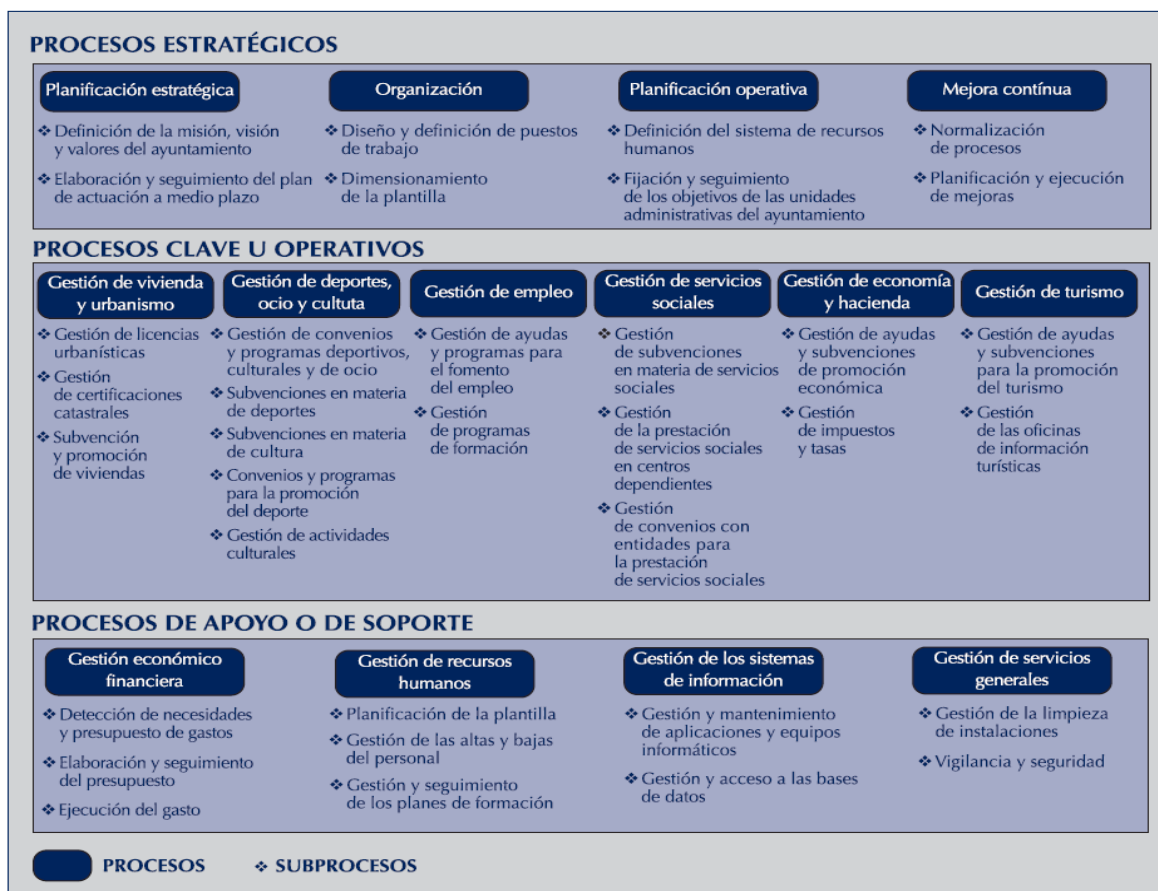 PROCESOS ESTRATÉGICOS
Planificación estratégica
❖ Definición de la misión, visión
y valores del ayuntamiento
❖ Elaboración y seguimiento del plan
de actuación a medio plazo
Organización
❖ Diseño y definición de puestos
de trabajo
❖ Dimensionamiento
de la plantilla
Planificación operativa
❖ Definición del sistema de recursos
humanos
❖ Fijación y seguimiento
de los objetivos de las unidades
administrativas del ayuntamiento
Mejora contínua
❖ Normalización
de procesos
❖ Planificación y ejecución
de mejoras
PROCESOS CLAVE U OPERATIVOS
Gestión de vivienda
y urbanismo
❖ Gestión de licencias
urbanísticas
❖ Gestión
de certificaciones
catastrales
❖ Subvención
y promoción
de viviendas
Gestión de deportes,
ocio y cultuta
❖ Gestión de convenios
y programas deportivos,
culturales y de ocio
❖ Subvenciones en materia
de deportes
❖ Subvenciones en materia
de cultura
❖ Convenios y programas
para la promoción
del deporte
❖ Gestión de actividades
culturales
Gestión de empleo
❖ Gestión de ayudas
y programas para
el fomento
del empleo
❖ Gestión
de programas
de formación
Gestión de servicios
sociales
❖ Gestión
de subvenciones
en materia de servicios
sociales
❖ Gestión
de la prestación
de servicios sociales
en centros
dependientes
❖ Gestión
de convenios con
entidades para
la prestación
de servicios sociales
Gestión de economía
y hacienda
❖ Gestión de ayudas
y subvenciones
de promoción
económica
❖ Gestión
de impuestos
y tasas
Gestión de turismo
❖ Gestión de ayudas
y subvenciones
para la promoción
del turismo
❖ Gestión
de las oficinas
de información
turísticas
PROCESOS DE APOYO O DE SOPORTE
Gestión económico
financiera
❖ Detección de necesidades
y presupuesto de gastos
❖ Elaboración y seguimiento
del presupuesto
❖ Ejecución del gasto
Gestión de recursos
humanos
❖ Planificación de la plantilla
❖ Gestión de las altas y bajas
del personal
❖ Gestión y seguimiento
de los planes de formación
Gestión de los sistemas
de información
❖ Gestión y mantenimiento
de aplicaciones y equipos
informáticos
❖ Gestión y acceso a las bases
de datos
Gestión de servicios
generales
❖ Gestión de la limpieza
de instalaciones
❖ Vigilancia y seguridad
PROCESOS
❖ SUBPROCESOS